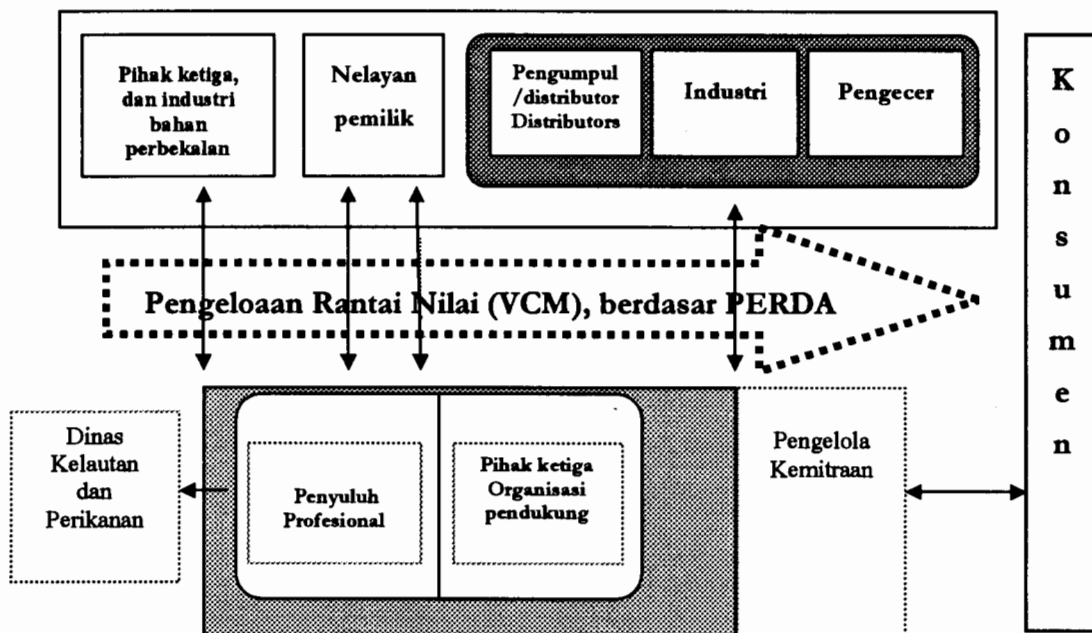 Pihak ketiga,
dan industri
bahan
perbekalan
Nelayan
pemilik
Pengumpul
/distributor
Distributors
Industri
Pengecer
Konsumen
Pengeloaan Rantai Nilai (VCM), berdasar PERDA
Dinas
Kelautan
dan
Perikanan
Penyuluh
Profesional
Pihak ketiga
Organisasi
pendukung
Pengelola
Kemitraan